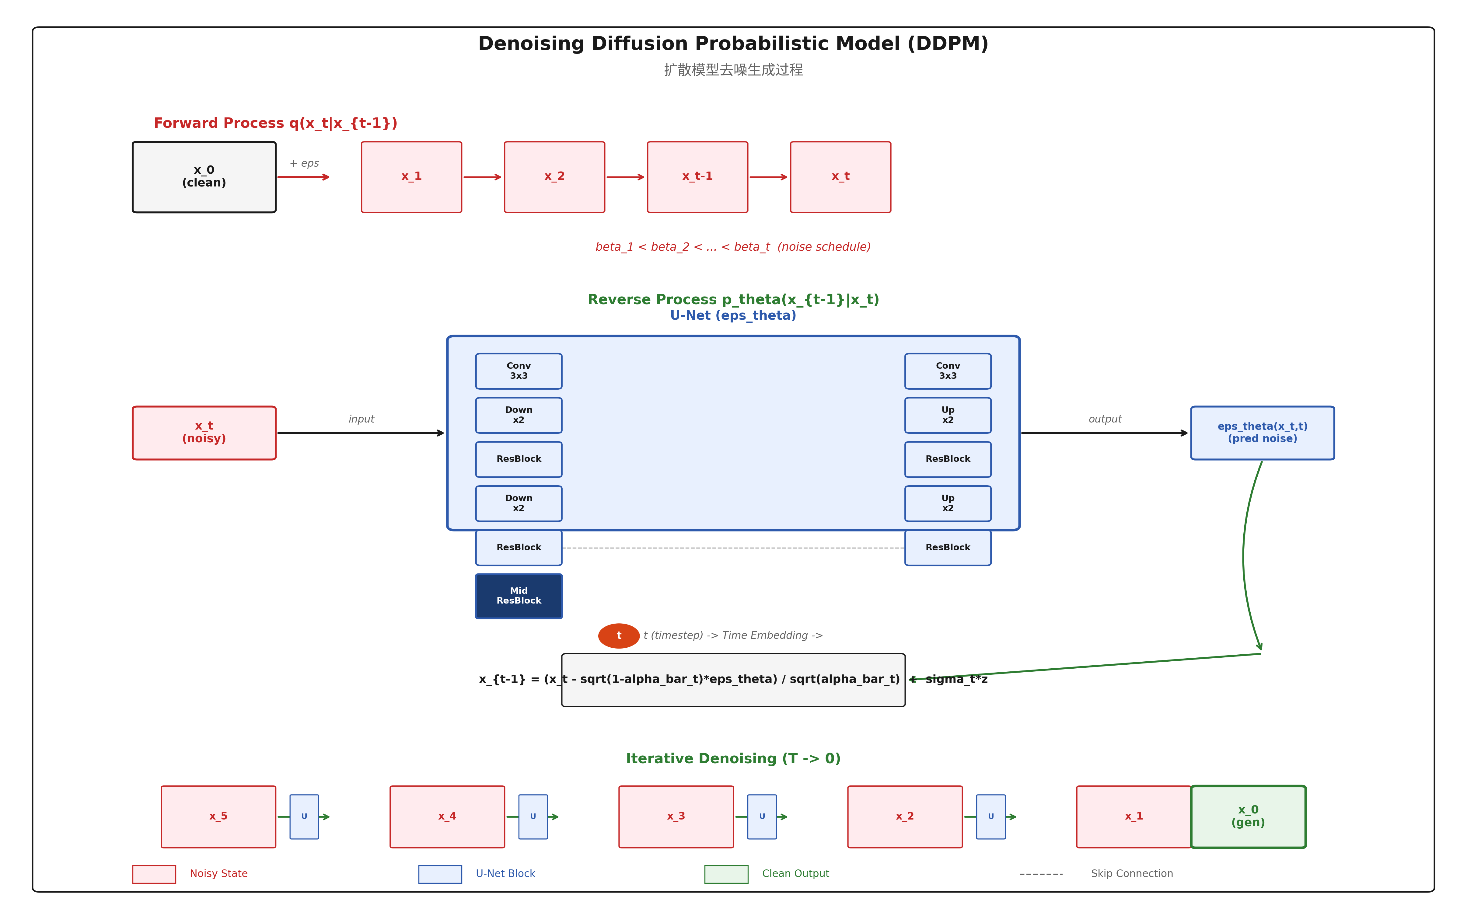 Denoising Diffusion Probabilistic Model (DDPM)
扩散模型去噪生成过程
Forward Process q(x_t|x_{t-1})
x_0
(clean)
+ eps
x_1
x_2
x_t-1
x_t
beta_1 < beta_2 < ... < beta_t (noise schedule)
Reverse Process p_theta(x_{t-1}|x_t)
U-Net (eps_theta)
Conv
3x3
Down
x2
ResBlock
Down
x2
ResBlock
Mid
ResBlock
Conv
3x3
Up
x2
ResBlock
Up
x2
ResBlock
x_t
(noisy)
input
output
eps_theta(x_t,t)
(pred noise)
t
t (timestep) -> Time Embedding ->
x_{t-1} = (x_t - sqrt(1-alpha_bar_t)*eps_theta) / sqrt(alpha_bar_t) + sigma_t*z
Iterative Denoising (T -> 0)
x_5
U
x_4
U
x_3
U
x_2
U
x_1
x_0
(gen)
Noisy State
U-Net Block
Clean Output
Skip Connection